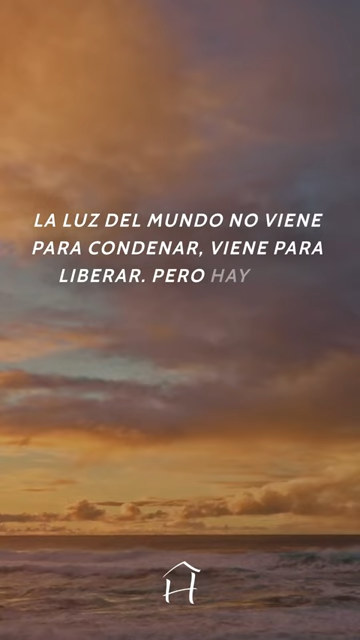 LA LUZ DEL MUNDO NO VIENE
PARA CONDENAR, VIENE PARA
LIBERAR. PERO HAY